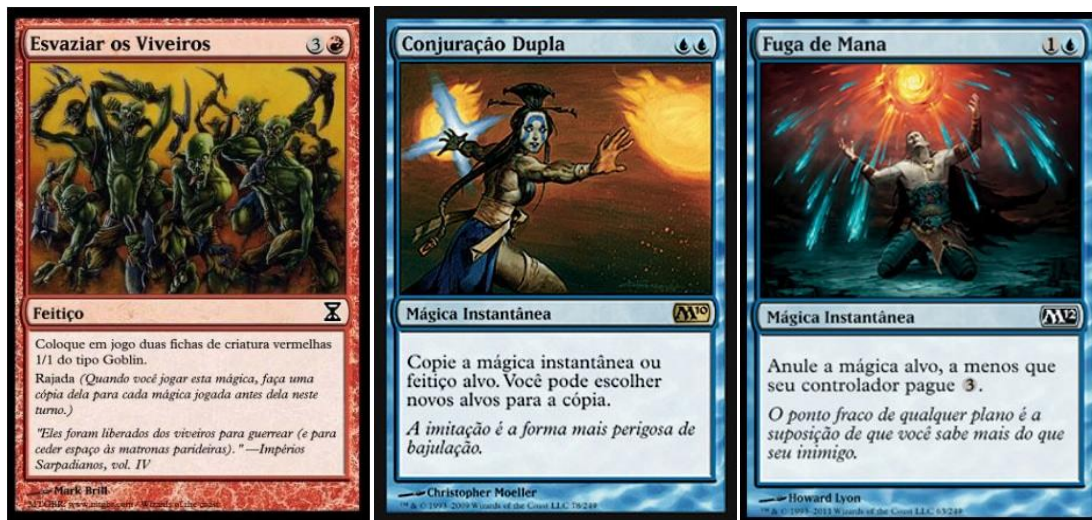 Esvaziar os Viveiros 3
Feitiço
Coloque em jogo duas fichas de criatura vermelhas
1/1 do tipo Goblin.
Rajada (Quando você jogar esta mágica, faça uma
cópia dela para cada mágica jogada antes dela neste
turno.)
"Eles foram liberados dos viveiros para guerrear (e para
ceder espaço às matronas parideiras)." —Impérios
Sarpadianos, vol. IV
Mark Brill
Conjuração Dupla
Mágica Instantânea M10
Copie a mágica instantânea ou
feitiço alvo. Você pode escolher
novos alvos para a cópia.
A imitação é a forma mais perigosa de
bajulação.
Christopher Moeller
™ & © 1993–2009 Wizards of the Coast LLC 76/249
Fuga de Mana 1
Mágica Instantânea M12
Anule a mágica alvo, a menos que
seu controlador pague 3.
O ponto fraco de qualquer plano é a
suposição de que você sabe mais do que
seu inimigo.
Howard Lyon
™ & © 1993–2011 Wizards of the Coast LLC 63/249